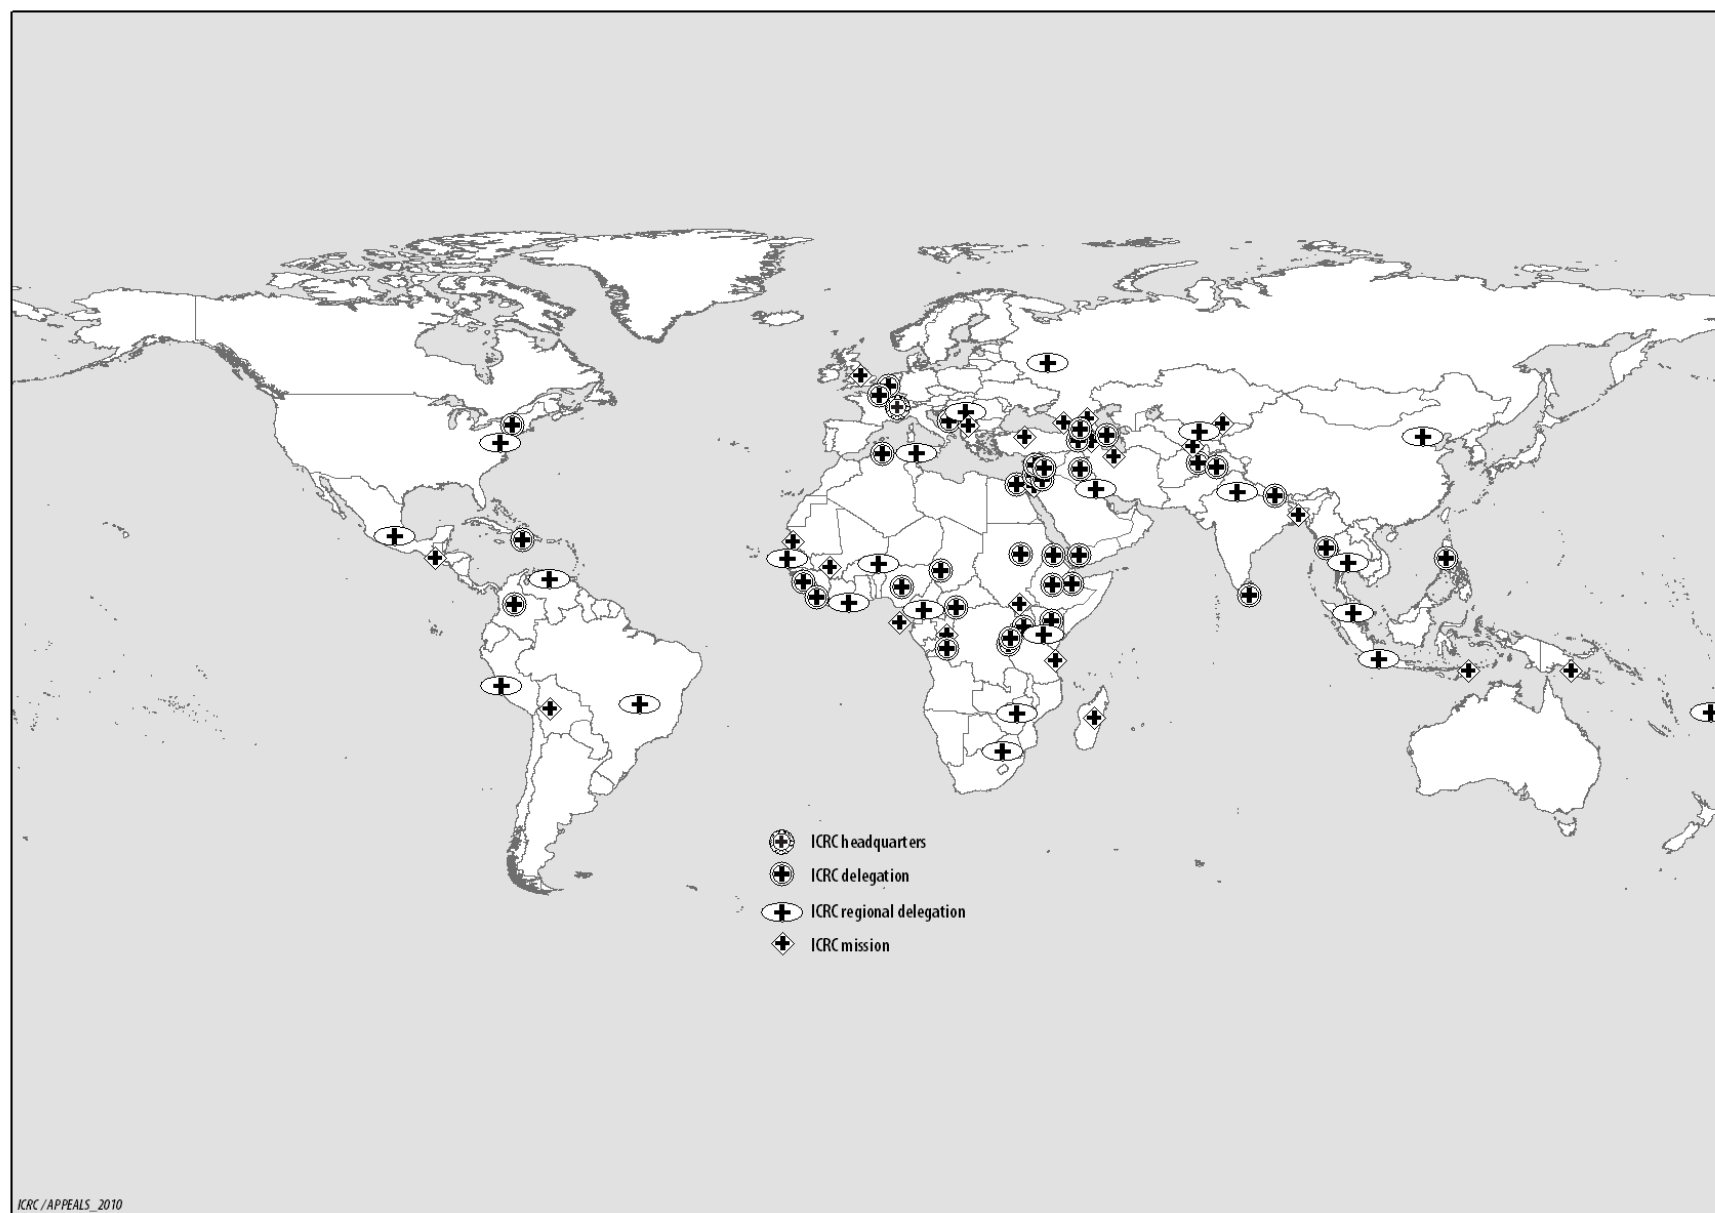 ICRC headquarters
ICRC delegation
ICRC regional delegation
ICRC mission
ICRC / APPEALS_2010